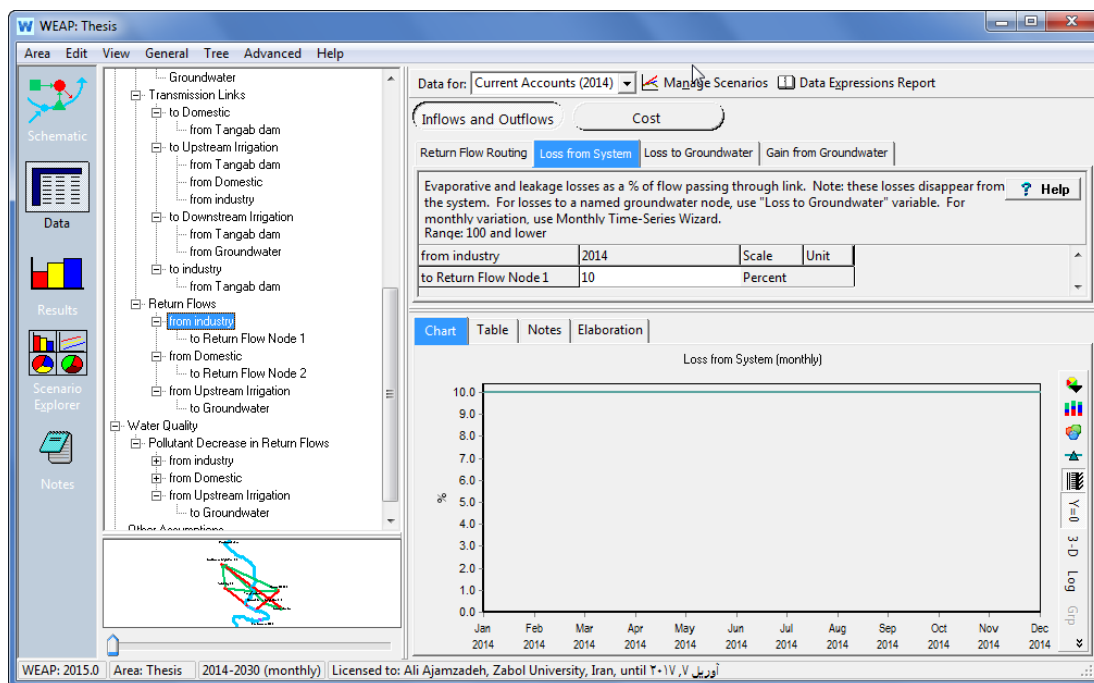 WEAP: Thesis
Area Edit View General Tree Advanced Help
Schematic
Data
Results
Scenario
Explorer
Notes
Groundwater
Transmission Links
to Domestic
from Tangab dam
to Upstream Irrigation
from Tangab dam
from Domestic
from industry
to Downstream Irrigation
from Tangab dam
from Groundwater
to industry
from Tangab dam
Return Flows
from industry
to Return Flow Node 1
from Domestic
to Return Flow Node 2
from Upstream Irrigation
to Groundwater
Water Quality
Pollutant Decrease in Return Flows
from industry
from Domestic
from Upstream Irrigation
to Groundwater
Other Assumptions
Data for: Current Accounts (2014) Manage Scenarios Data Expressions Report
Inflows and Outflows Cost
Return Flow Routing Loss from System Loss to Groundwater Gain from Groundwater
Evaporative and leakage losses as a % of flow passing through link. Note: these losses disappear from
the system. For losses to a named groundwater node, use "Loss to Groundwater" variable. For
monthly variation, use Monthly Time-Series Wizard.
Range: 100 and lower
? Help
from industry 2014 Scale Unit
to Return Flow Node 1 10 Percent
Chart Table Notes Elaboration
Loss from System (monthly)
10.0
9.0
8.0
7.0
6.0
5.0
4.0
3.0
2.0
1.0
0.0
%
Jan Feb Mar Apr May Jun Jul Aug Sep Oct Nov Dec
2014 2014 2014 2014 2014 2014 2014 2014 2014 2014 2014 2014
Y=0
3-D
Log
Grp
WEAP: 2015.0 Area: Thesis 2014-2030 (monthly) Licensed to: Ali Ajamzadeh, Zabol University, Iran, until آوریل ۷, ۲۰۱۷